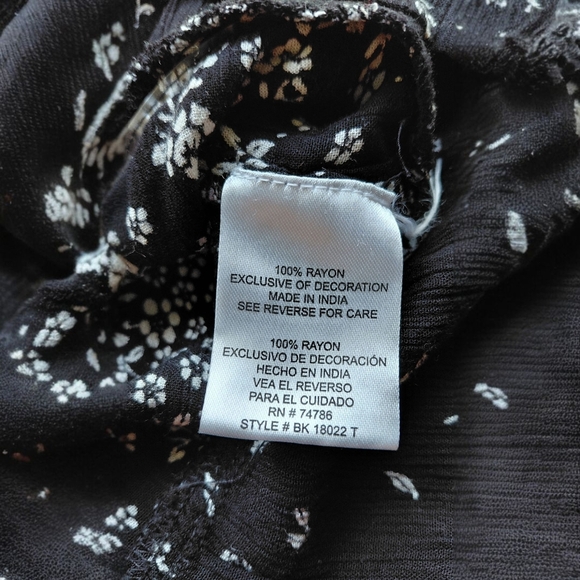 100% RAYON
EXCLUSIVE OF DECORATION
MADE IN INDIA
SEE REVERSE FOR CARE
100% RAYON
EXCLUSIVO DE DECORACIÓN
HECHO EN INDIA
VEA EL REVERSO
PARA EL CUIDADO
RN # 74786
STYLE # BK 18022 T